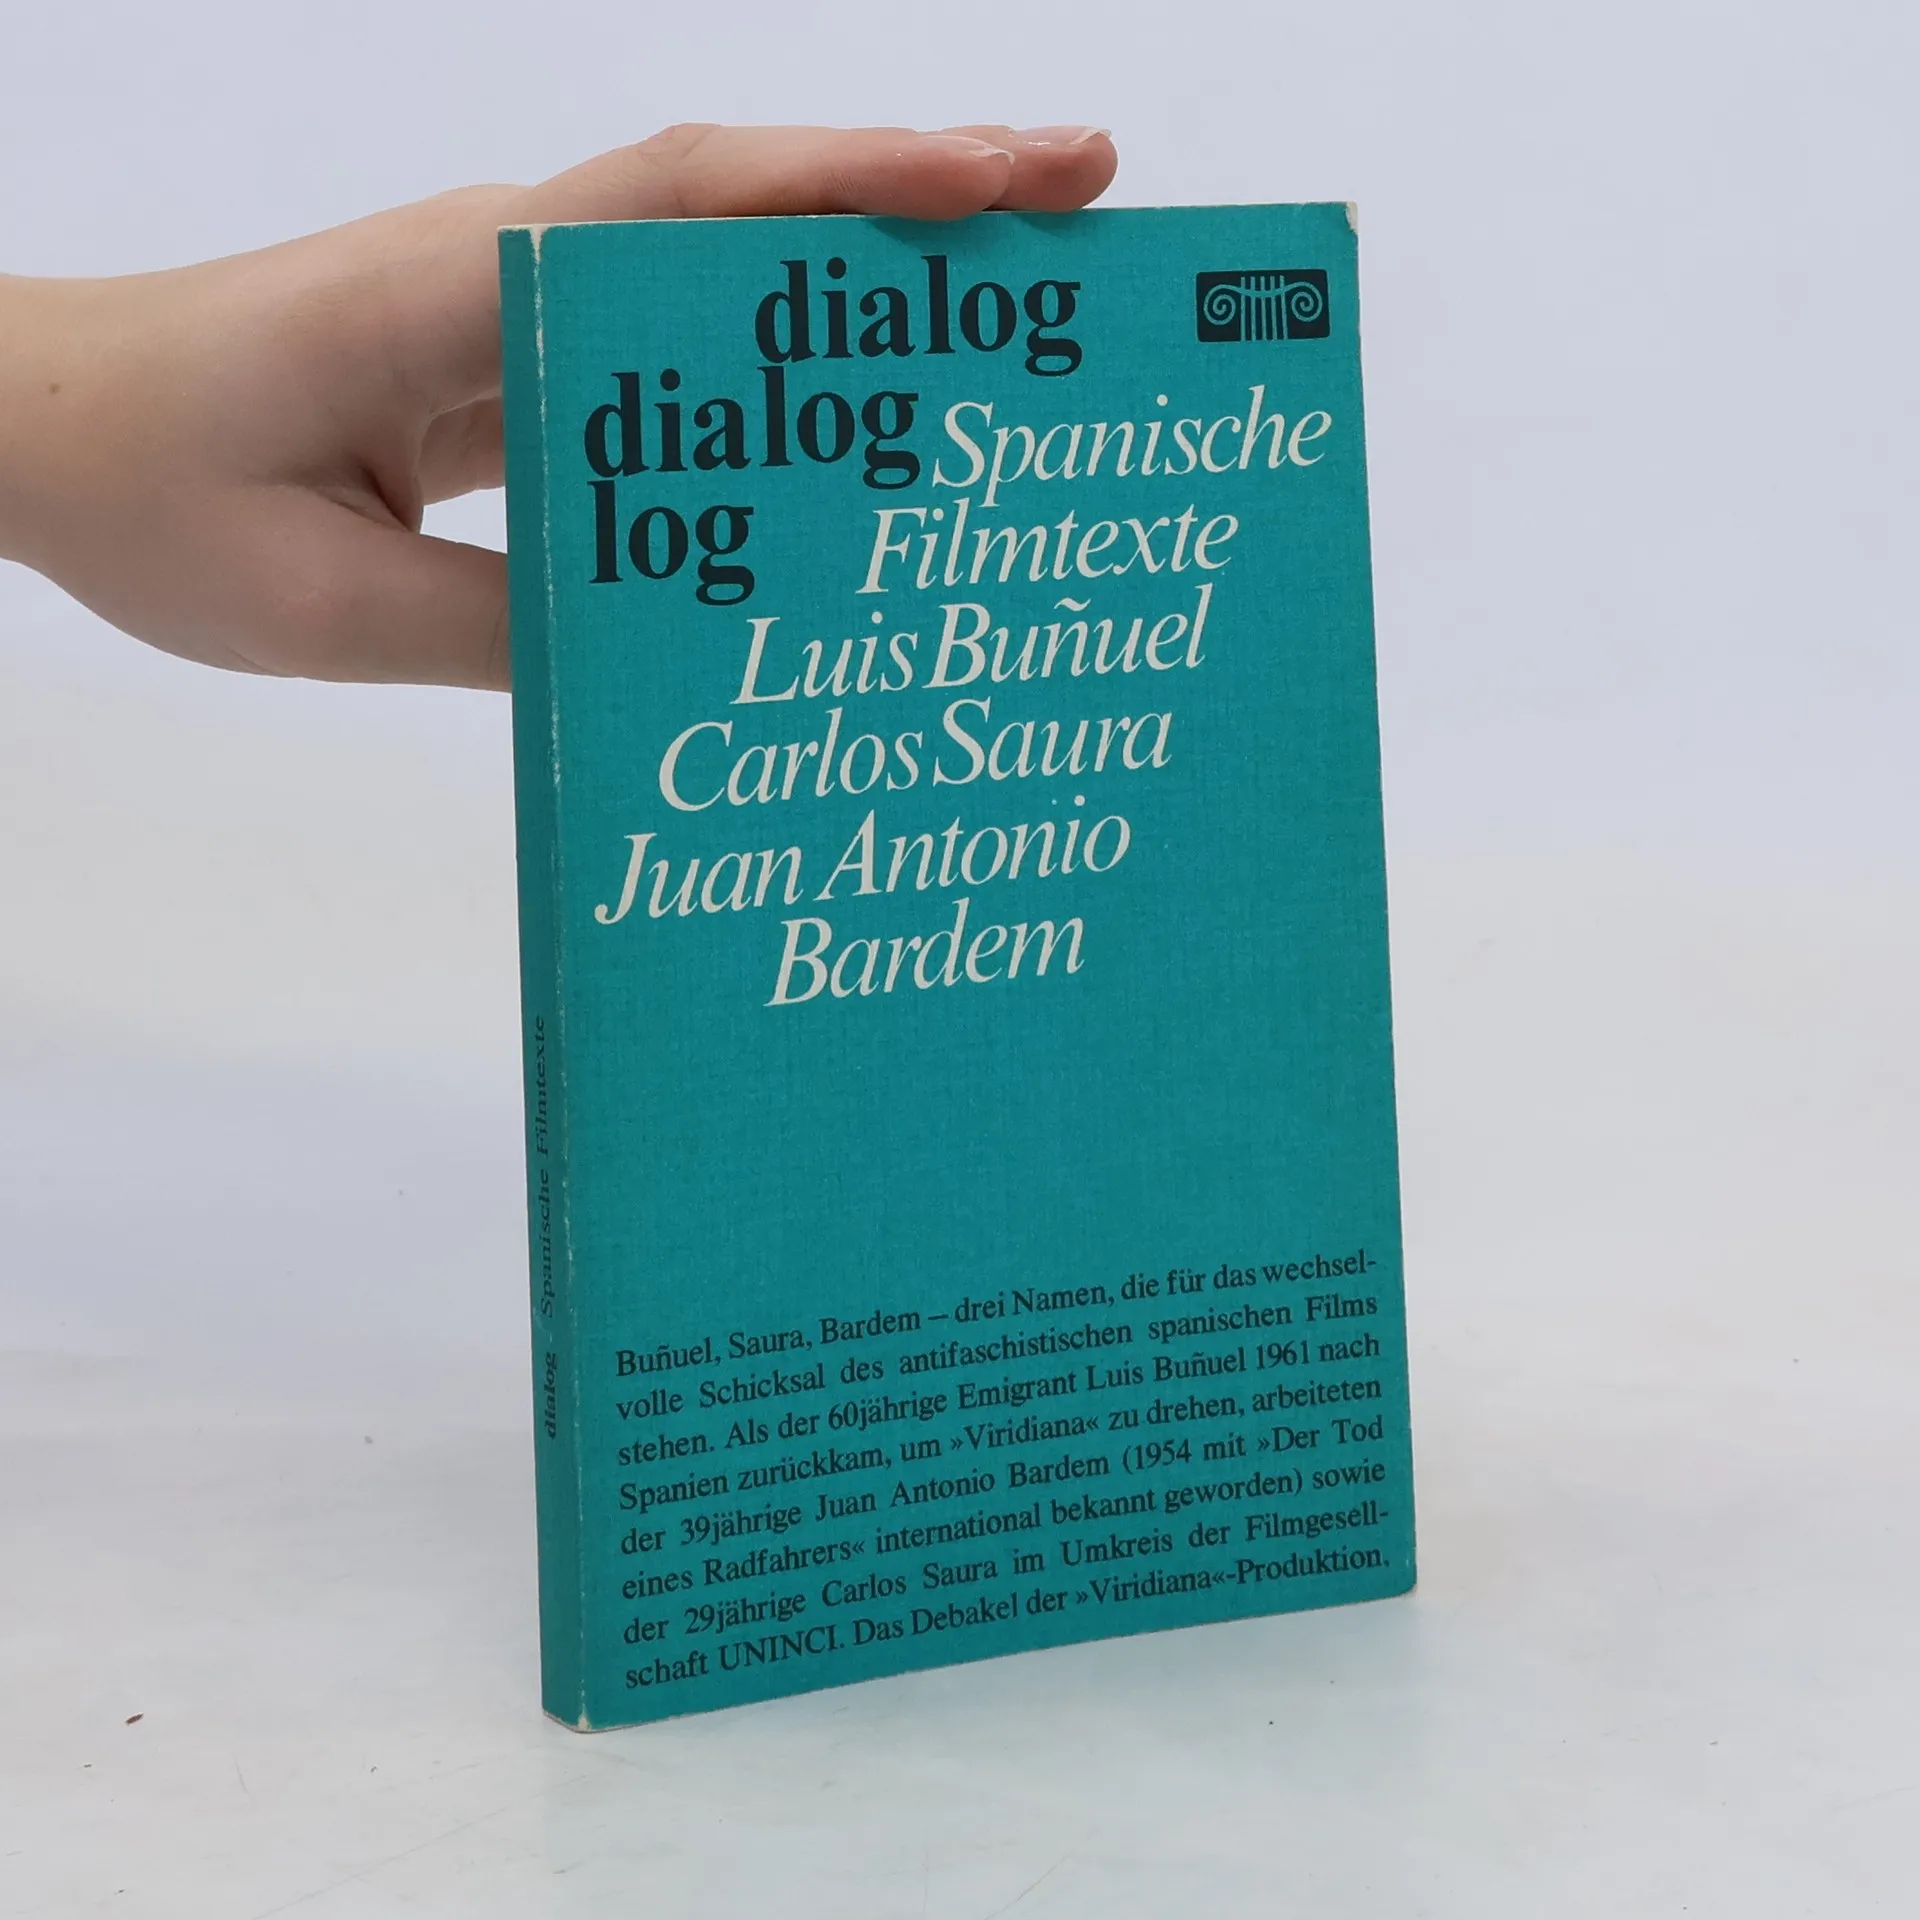 dialog
dialog
log
Spanische
Filmtexte
Luis Buñuel
Carlos Saura
Juan Antonio
Bardem
Buñuel, Saura, Bardem – drei Namen, die für das wechsel-
volle Schicksal des antifaschistischen spanischen Films
stehen. Als der 60jährige Emigrant Luis Buñuel 1961 nach
Spanien zurückkam, um »Viridiana« zu drehen, arbeiteten
der 39jährige Juan Antonio Bardem (1954 mit »Der Tod
eines Radfahrers« international bekannt geworden) sowie
der 29jährige Carlos Saura im Umkreis der Filmgesell-
schaft UNINCI. Das Debakel der »Viridiana«-Produktion,
dialog / Spanische Filmtexte